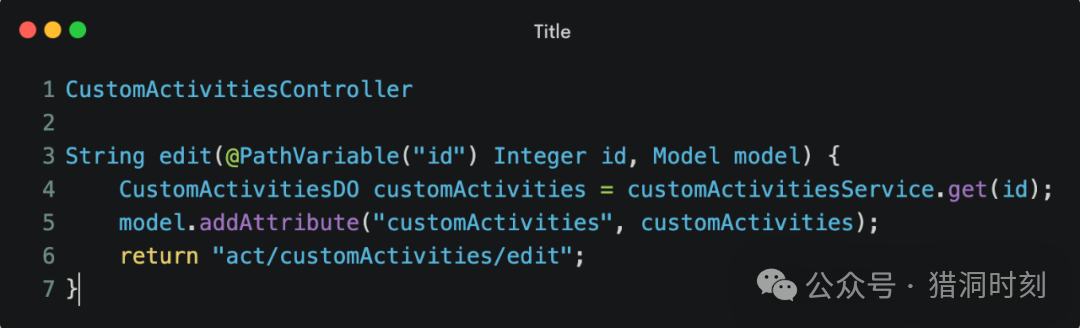 Title
1 CustomActivitiesController
2
3 String edit(@PathVariable("id") Integer id, Model model) {
4     CustomActivitiesDO customActivities = customActivitiesService.get(id);
5     model.addAttribute("customActivities", customActivities);
6     return "act/customActivities/edit";
7 }
公众号 · 猎洞时刻